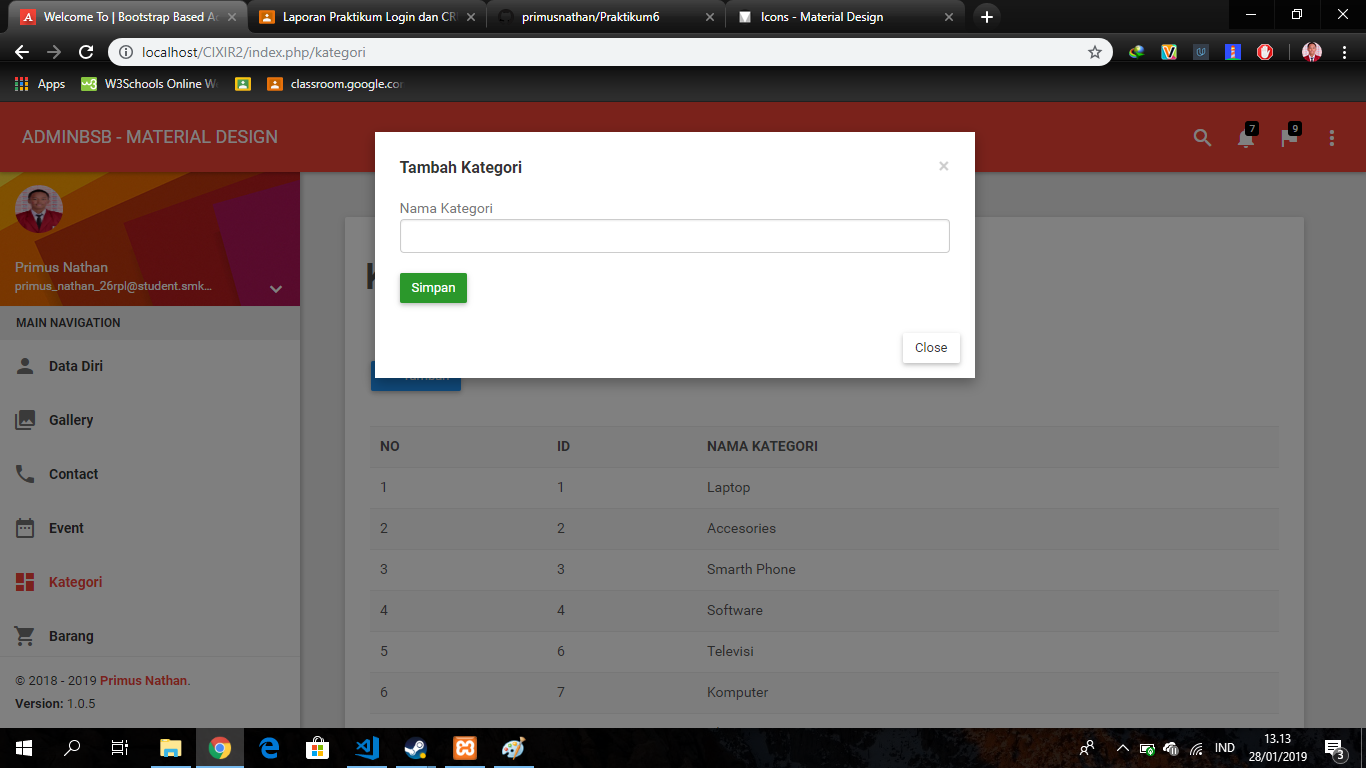 Welcome To | Bootstrap Based Ac
Laporan Praktikum Login dan CR
primusnathan/Praktikum6
Icons - Material Design
localhost/CIXIR2/index.php/kategori
Apps
W3Schools Online We
classroom.google.com
ADMINBSB - MATERIAL DESIGN
7
9
Primus Nathan
primus_nathan_26rpl@student.smk...
MAIN NAVIGATION
Data Diri
Gallery
Contact
Event
Kategori
Barang
© 2018 - 2019 Primus Nathan.
Version: 1.0.5
Tambah Kategori
×
Nama Kategori
Simpan
Close
NO ID NAMA KATEGORI
1 1 Laptop
2 2 Accesories
3 3 Smarth Phone
4 4 Software
5 6 Televisi
6 7 Komputer
IND
13.13
28/01/2019
3